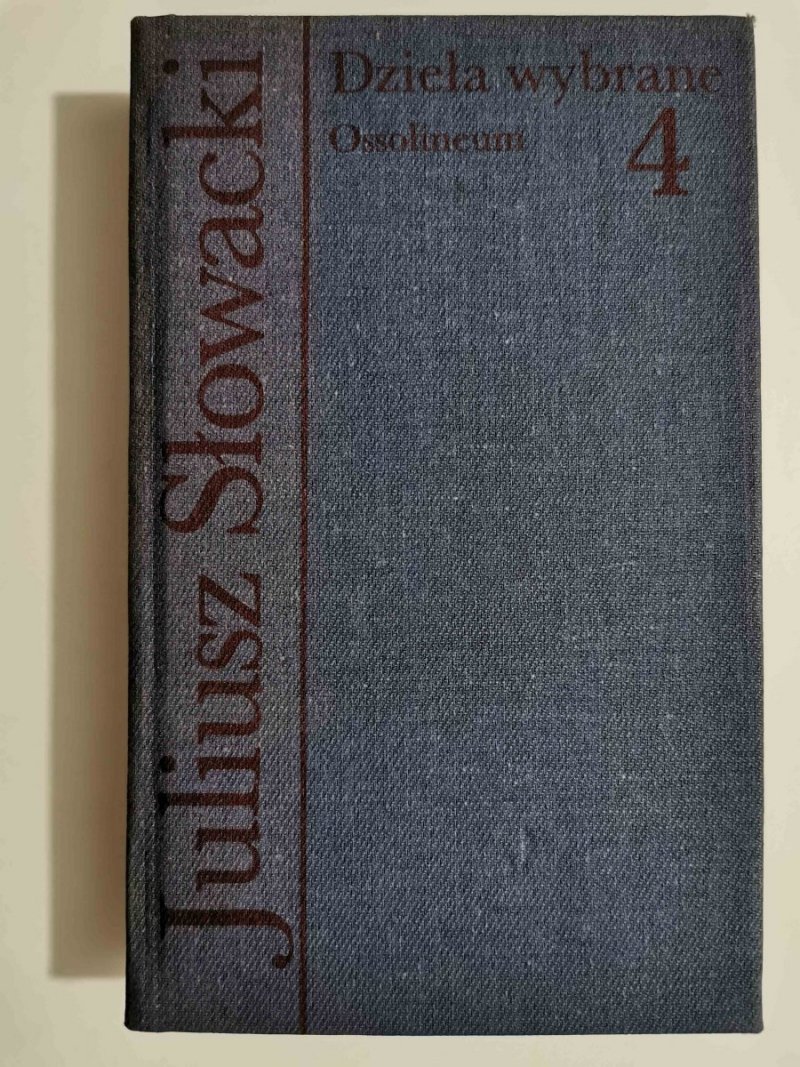 Juliusz Słowacki
Dzieła wybrane
Ossolineum
4